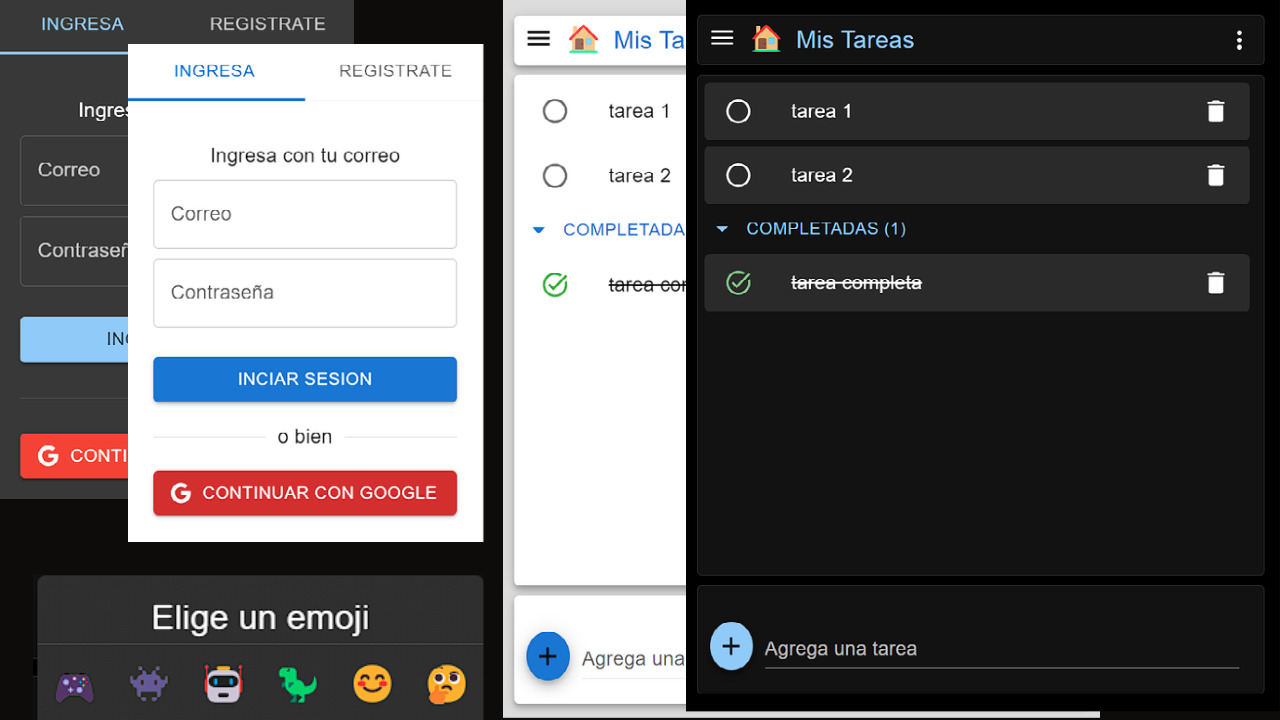 INGRESA REGISTRATE
Ingre
Correo
Contraseñ
IN
CONTI
INGRESA REGISTRATE
Ingresa con tu correo
Correo
Contraseña
INCIAR SESION
o bien
CONTINUAR CON GOOGLE
Elige un emoji
Mis Ta
tarea 1
tarea 2
COMPLETADA
tarea cor
Agrega una
Mis Tareas
tarea 1
tarea 2
COMPLETADAS (1)
tarea completa
Agrega una tarea